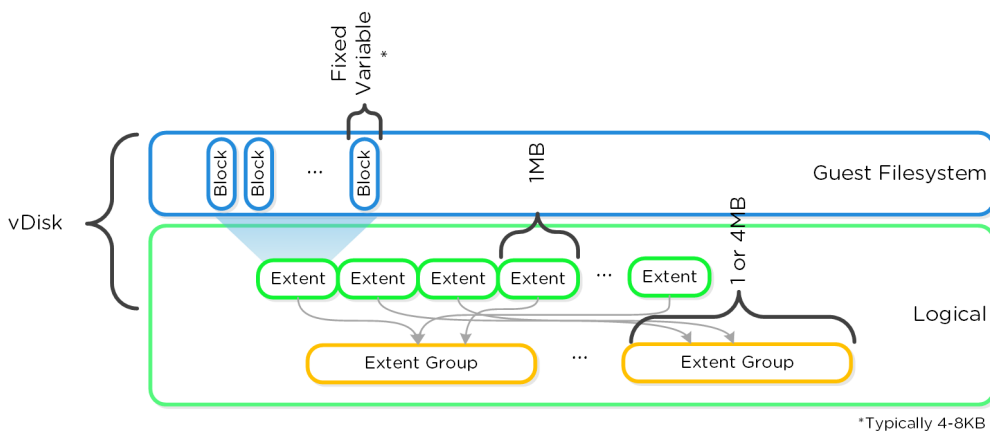 Fixed
Variable
*
Block
Block
...
Block
1MB
Guest Filesystem
vDisk
1 or 4MB
Extent
Extent
Extent
Extent
...
Extent
Logical
Extent Group
...
Extent Group
*Typically 4-8KB